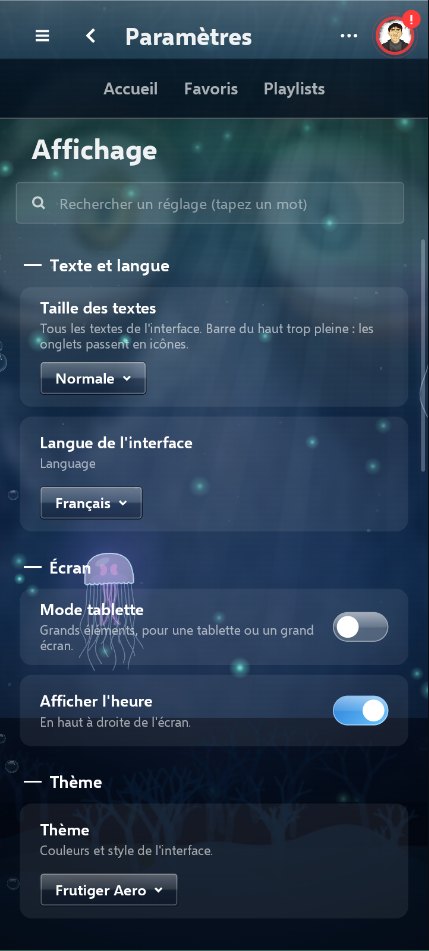 Paramètres
!
Accueil Favoris Playlists
Affichage
Rechercher un réglage (tapez un mot)
Texte et langue
Taille des textes
Tous les textes de l'interface. Barre du haut trop pleine : les
onglets passent en icônes.
Normale
Langue de l'interface
Language
Français
Écran
Mode tablette
Grands éléments, pour une tablette ou un grand
écran.
Afficher l'heure
En haut à droite de l'écran.
Thème
Thème
Couleurs et style de l'interface.
Frutiger Aero